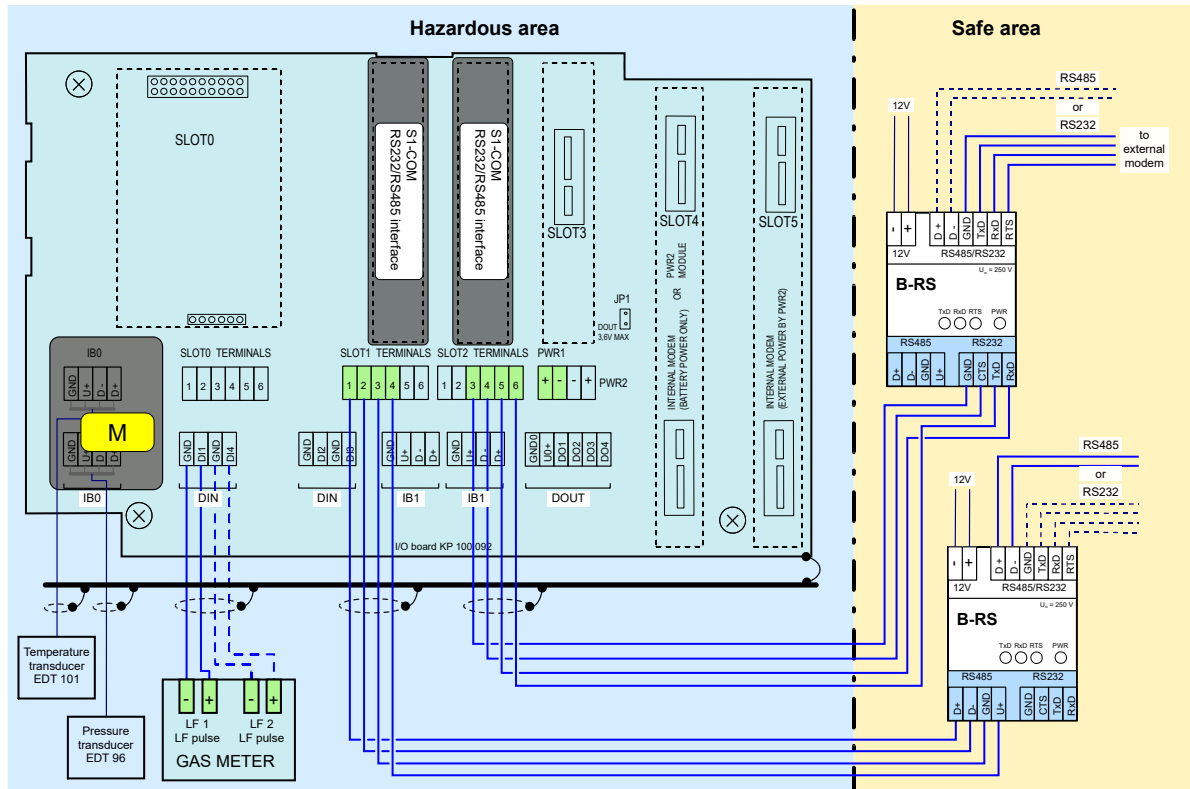 Hazardous area
Safe area
SLOT0
S1-COM
RS232/RS485 interface
S1-COM
RS232/RS485 interface
SLOT3
SLOT4
SLOT5
PWR2
MODULE
OR
INTERNAL MODEM
(BATTERY POWER ONLY)
INTERNAL MODEM
(EXTERNAL POWER BY PWR2)
JP1
DOUT
3,6V MAX
IB0
GND
U+
D -
D+
M
GND
U+
IB0
SLOT0 TERMINALS
1 2 3 4 5 6
SLOT1 TERMINALS
1 2 3 4 5 6
SLOT2 TERMINALS
1 2 3 4 5 6
PWR1
+ - - +
PWR2
GND
DI1
GND
DI4
DIN
GND
DI2
GND
DI3
DIN
GND
U+
D -
D+
IB1
GND
U+
D -
D+
IB1
GND0
U0+
DO1
DO2
DO3
DO4
DOUT
I/O board KP 100 092
Temperature
transducer
EDT 101
Pressure
transducer
EDT 96
- + - +
LF 1
LF pulse
LF 2
LF pulse
GAS METER
RS485
or
RS232
to
external
modem
12V
- +
D +
D -
GND
TxD
RxD
RTS
12V
RS485/RS232
Um = 250 V
B-RS
TxD RxD RTS PWR
RS485
RS232
D+
D-
GND
U+
GND
CTS
TxD
RxD
RS485
or
RS232
12V
- +
D +
D -
GND
TxD
RxD
RTS
12V
RS485/RS232
Um = 250 V
B-RS
TxD RxD RTS PWR
RS485
RS232
D+
D-
GND
U+
GND
CTS
TxD
RxD